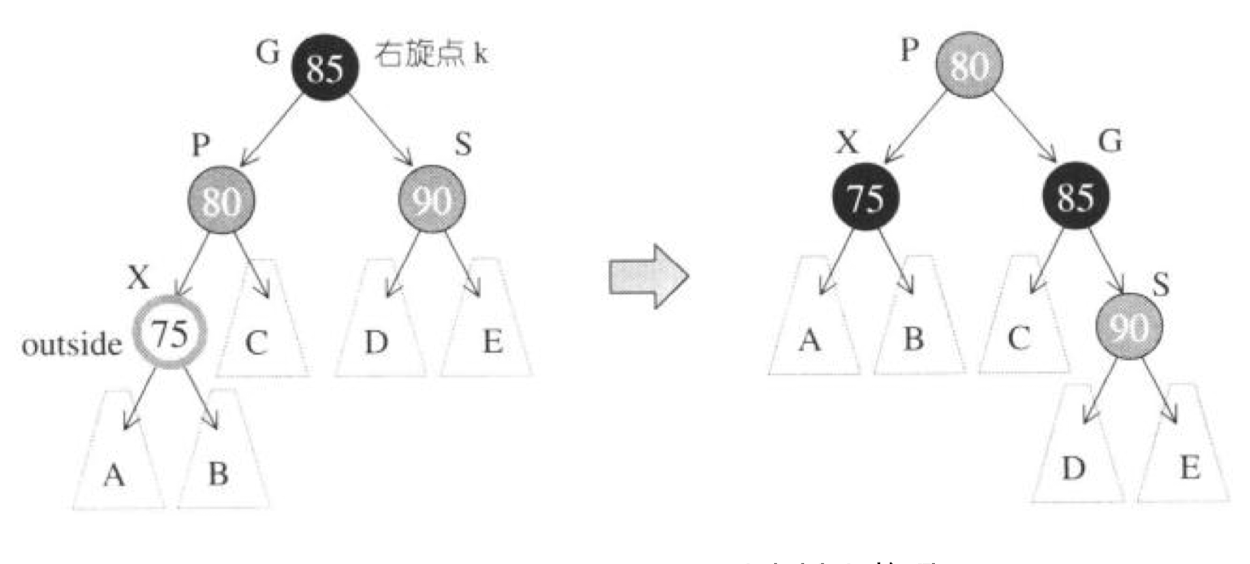 G 85 右旋点 k
P 80 S 90
X
outside 75 C D E
A B
P 80
X 75 G 85
S
A B C 90
D E